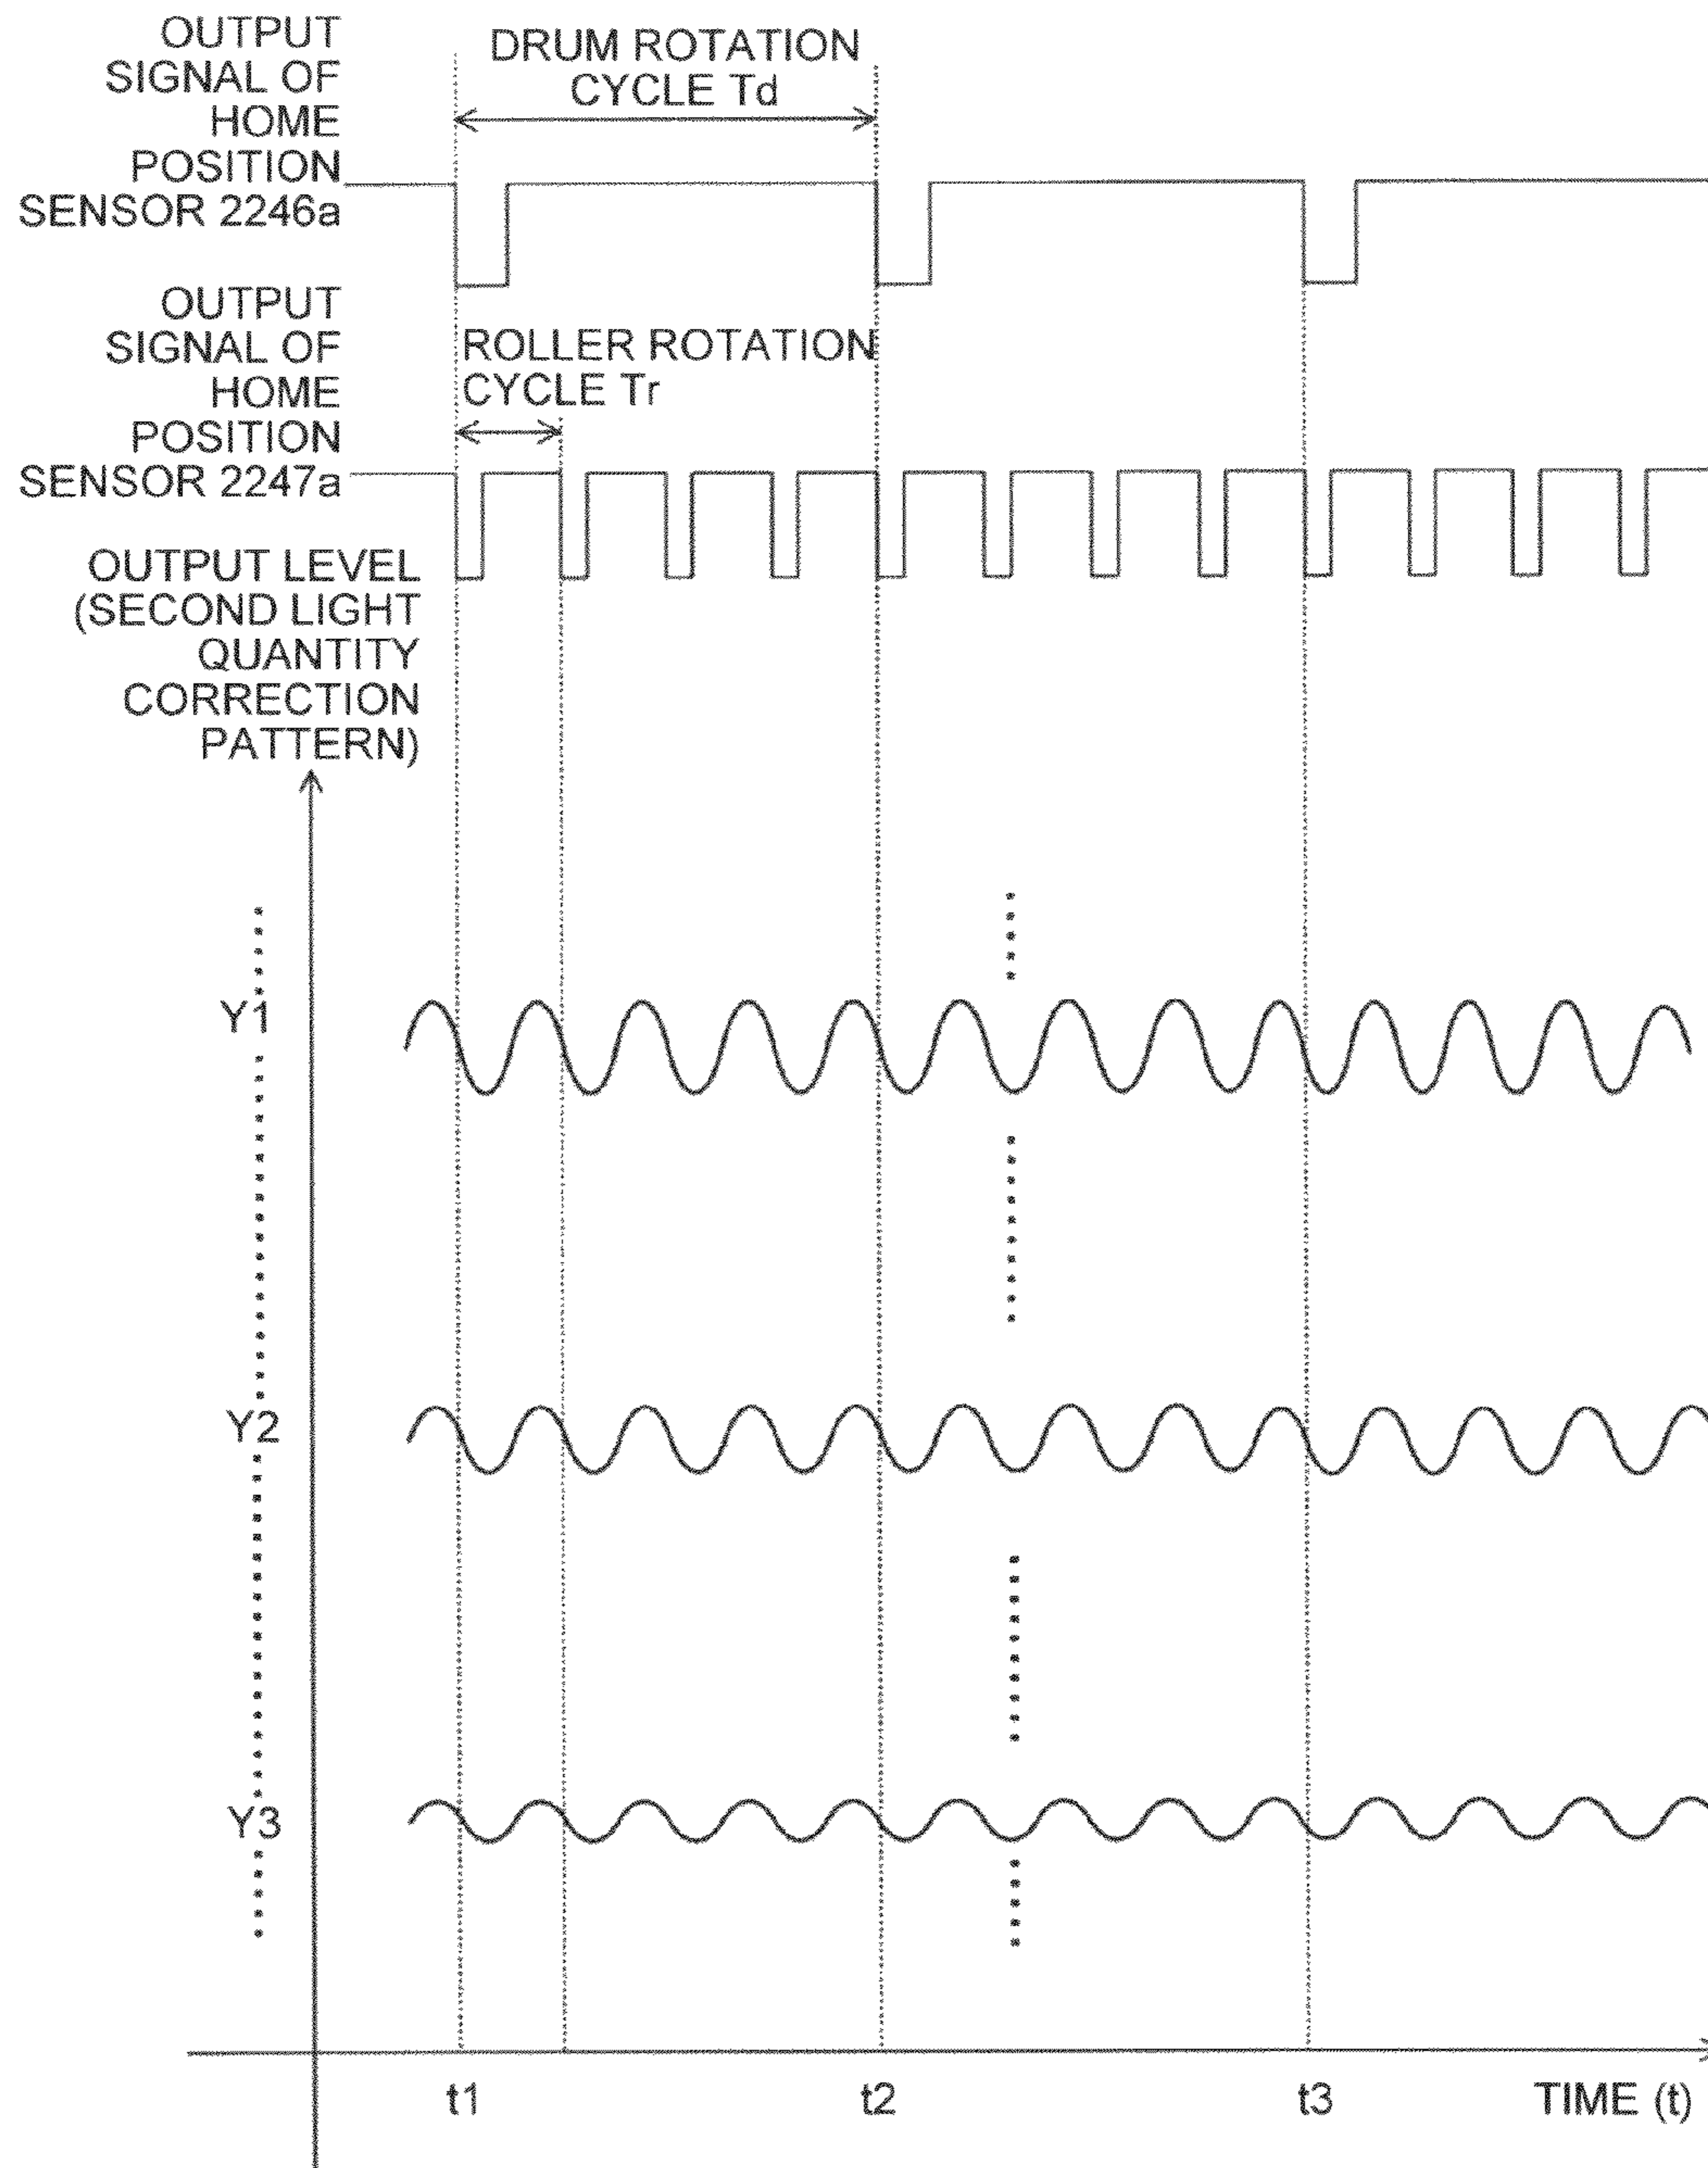 OUTPUT
SIGNAL OF
HOME
POSITION
SENSOR 2246a
DRUM ROTATION
CYCLE Td
OUTPUT
SIGNAL OF
HOME
POSITION
SENSOR 2247a
ROLLER ROTATION
CYCLE Tr
OUTPUT LEVEL
(SECOND LIGHT
QUANTITY
CORRECTION
PATTERN)
Y1
Y2
Y3
t1
t2
t3
TIME (t)